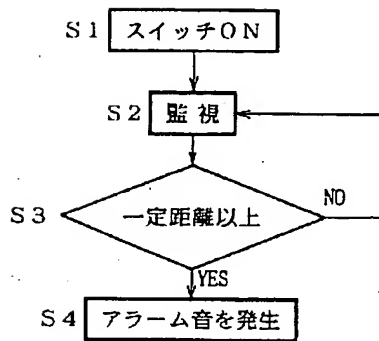 S1 スイッチON
S2 監視
S3 一定距離以上 NO
YES
S4 アラーム音を発生